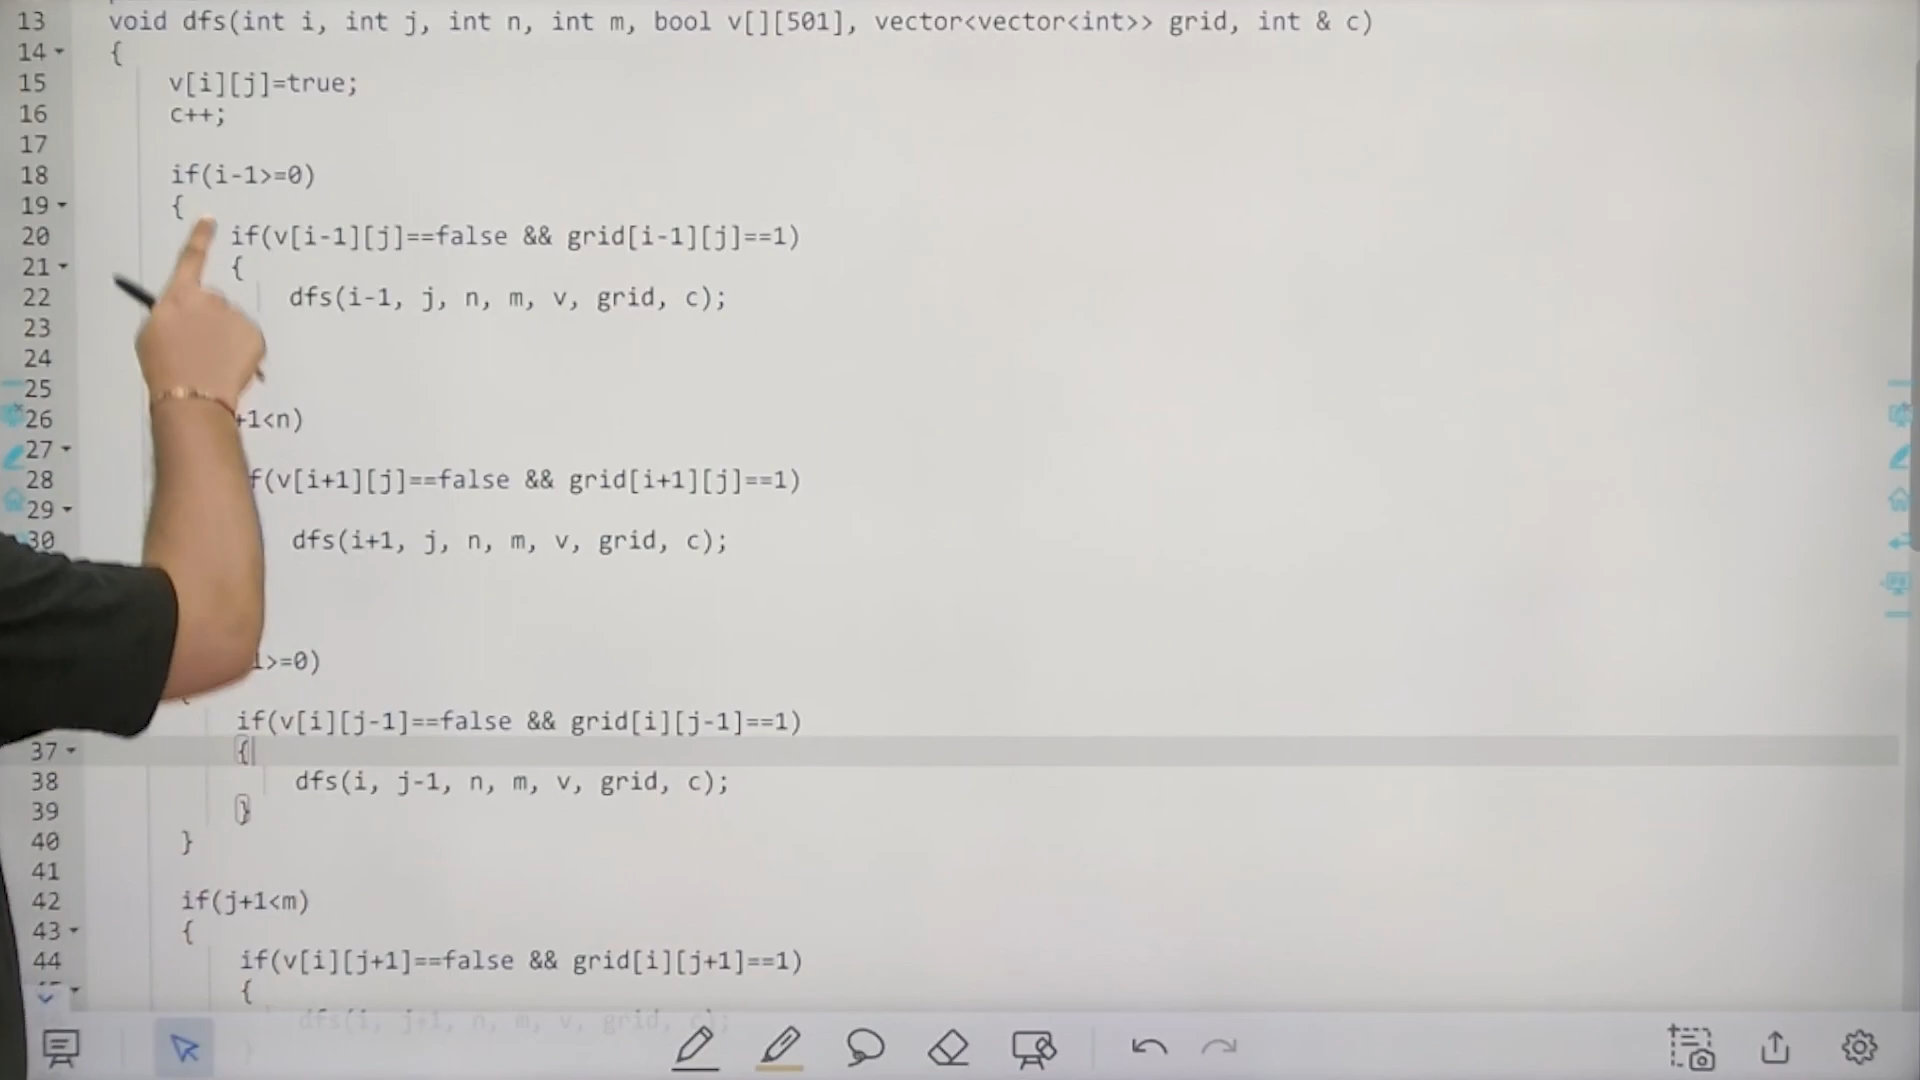 13 void dfs(int i, int j, int n, int m, bool v[][501], vector<vector<int>> grid, int & c)
14 {
15 v[i][j]=true;
16 c++;
17
18 if(i-1>=0)
19 {
20 if(v[i-1][j]==false && grid[i-1][j]==1)
21 {
22 dfs(i-1, j, n, m, v, grid, c);
23
24
25
26 +1<n)
27
28 f(v[i+1][j]==false && grid[i+1][j]==1)
29
30 dfs(i+1, j, n, m, v, grid, c);
1>=0)
if(v[i][j-1]==false && grid[i][j-1]==1)
37 {
38 dfs(i, j-1, n, m, v, grid, c);
39 }
40 }
41
42 if(j+1<m)
43 {
44 if(v[i][j+1]==false && grid[i][j+1]==1)
{
dfs(i, j+1, n, m, v, grid, c);